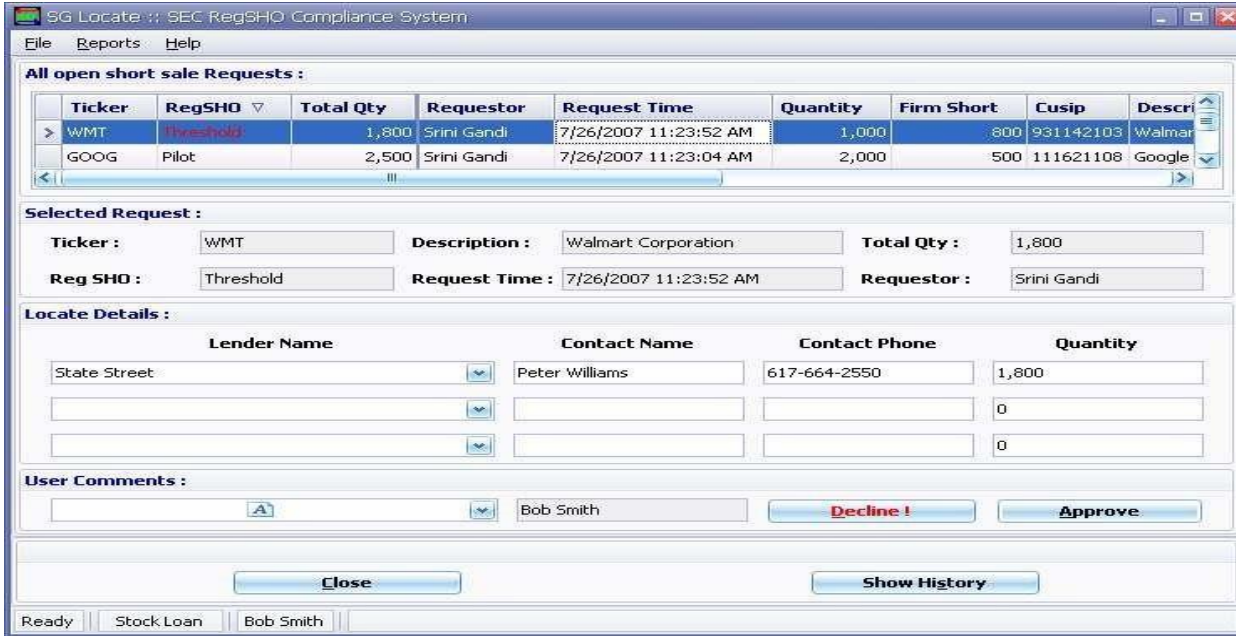 SG Locate :: SEC RegSHO Compliance System
File Reports Help
All open short sale Requests :
Ticker RegSHO Total Qty Requestor Request Time Quantity Firm Short Cusip Descri
WMT Threshold 1,800 Srini Gandi 7/26/2007 11:23:52 AM 1,000 800 931142103 Walmar
GOOG Pilot 2,500 Srini Gandi 7/26/2007 11:23:04 AM 2,000 500 111621108 Google
Selected Request :
Ticker : WMT Description : Walmart Corporation Total Qty : 1,800
Reg SHO : Threshold Request Time : 7/26/2007 11:23:52 AM Requestor : Srini Gandi
Locate Details :
Lender Name Contact Name Contact Phone Quantity
State Street Peter Williams 617-664-2550 1,800
0
0
User Comments :
A Bob Smith Decline ! Approve
Close Show History
Ready Stock Loan Bob Smith